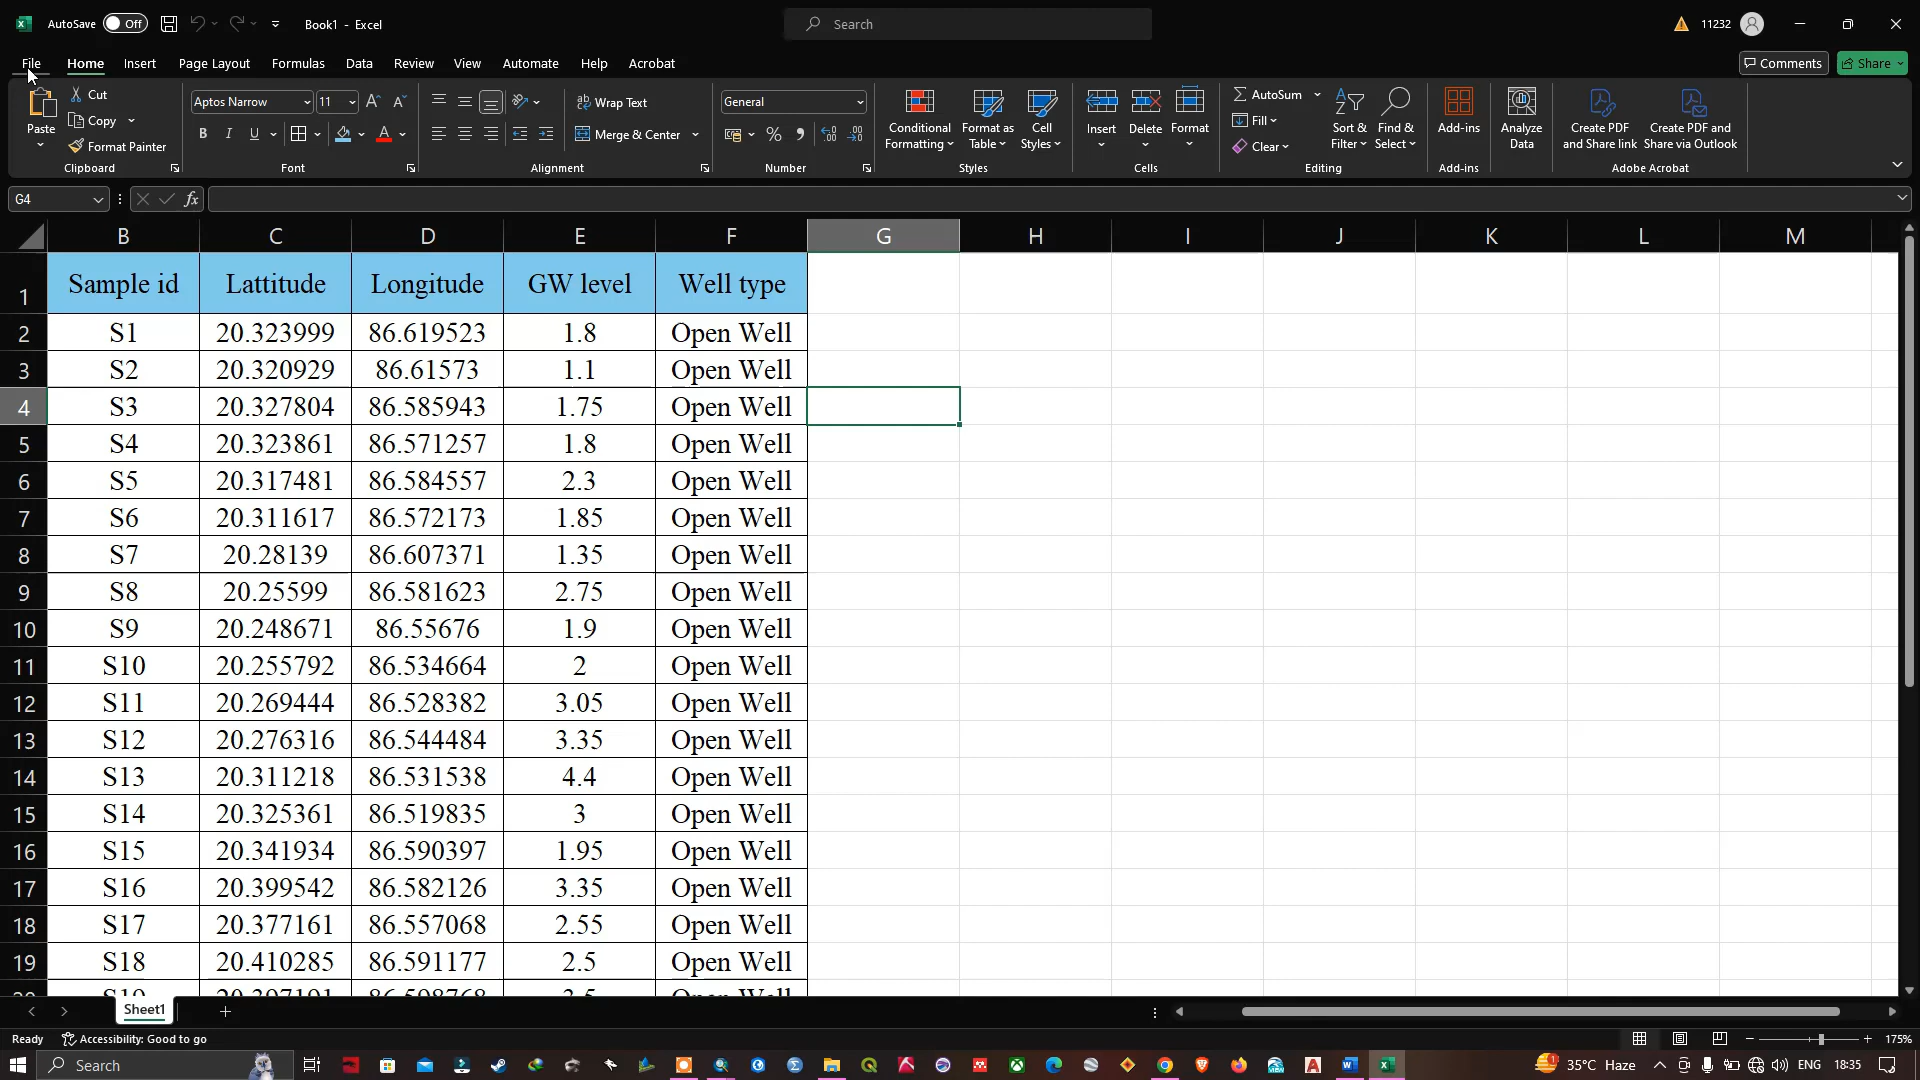 AutoSave Off Book1 - Excel Search 11232
File Home Insert Page Layout Formulas Data Review View Automate Help Acrobat Comments Share
Paste Cut Copy Format Painter Clipboard
Aptos Narrow 11 B I U A Font
Wrap Text Merge & Center Alignment
General % Number
Conditional Formatting Format as Table Cell Styles Styles
Insert Delete Format Cells
AutoSum Fill Clear Sort & Filter Find & Select Editing
Add-ins Add-ins
Analyze Data
Create PDF and Share link Create PDF and Share via Outlook Adobe Acrobat
G4 fx
B C D E F G H I J K L M
1 Sample id Lattitude Longitude GW level Well type
2 S1 20.323999 86.619523 1.8 Open Well
3 S2 20.320929 86.61573 1.1 Open Well
4 S3 20.327804 86.585943 1.75 Open Well
5 S4 20.323861 86.571257 1.8 Open Well
6 S5 20.317481 86.584557 2.3 Open Well
7 S6 20.311617 86.572173 1.85 Open Well
8 S7 20.28139 86.607371 1.35 Open Well
9 S8 20.25599 86.581623 2.75 Open Well
10 S9 20.248671 86.55676 1.9 Open Well
11 S10 20.255792 86.534664 2 Open Well
12 S11 20.269444 86.528382 3.05 Open Well
13 S12 20.276316 86.544484 3.35 Open Well
14 S13 20.311218 86.531538 4.4 Open Well
15 S14 20.325361 86.519835 3 Open Well
16 S15 20.341934 86.590397 1.95 Open Well
17 S16 20.399542 86.582126 3.35 Open Well
18 S17 20.377161 86.557068 2.55 Open Well
19 S18 20.410285 86.591177 2.5 Open Well
Sheet1
Ready Accessibility: Good to go 175%
Search 35°C Haze ENG 18:35